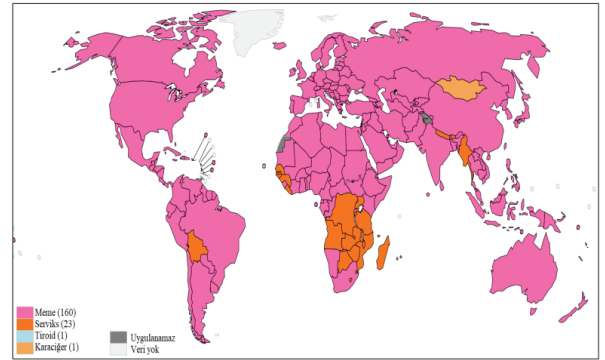 Meme (160)
Serviks (23)
Tiroid (1)
Karaciğer (1)
Uygulanamaz
Veri yok